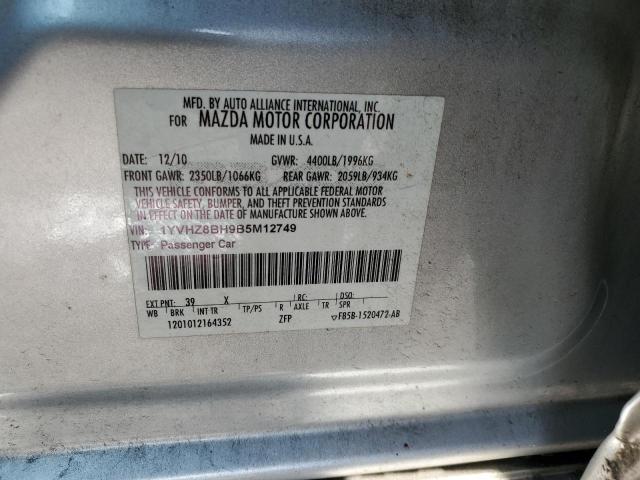 MFD. BY AUTO ALLIANCE INTERNATIONAL, INC.
FOR MAZDA MOTOR CORPORATION
MADE IN U.S.A.
DATE: 12/10 GVWR: 4400LB/1996KG
FRONT GAWR: 2350LB/1066KG REAR GAWR: 2059LB/934KG
THIS VEHICLE CONFORMS TO ALL APPLICABLE FEDERAL MOTOR
VEHICLE SAFETY, BUMPER, AND THEFT PREVENTION STANDARDS
IN EFFECT ON THE DATE OF MANUFACTURE SHOWN ABOVE.
VIN: 1YVHZ8BH9B5M12749
TYPE: Passenger Car
EXT PNT: 39 X RC: DSO:
WB BRK INT TR TP/PS R AXLE TR SPR
1201012164352 ZFP F85B-1520472-AB